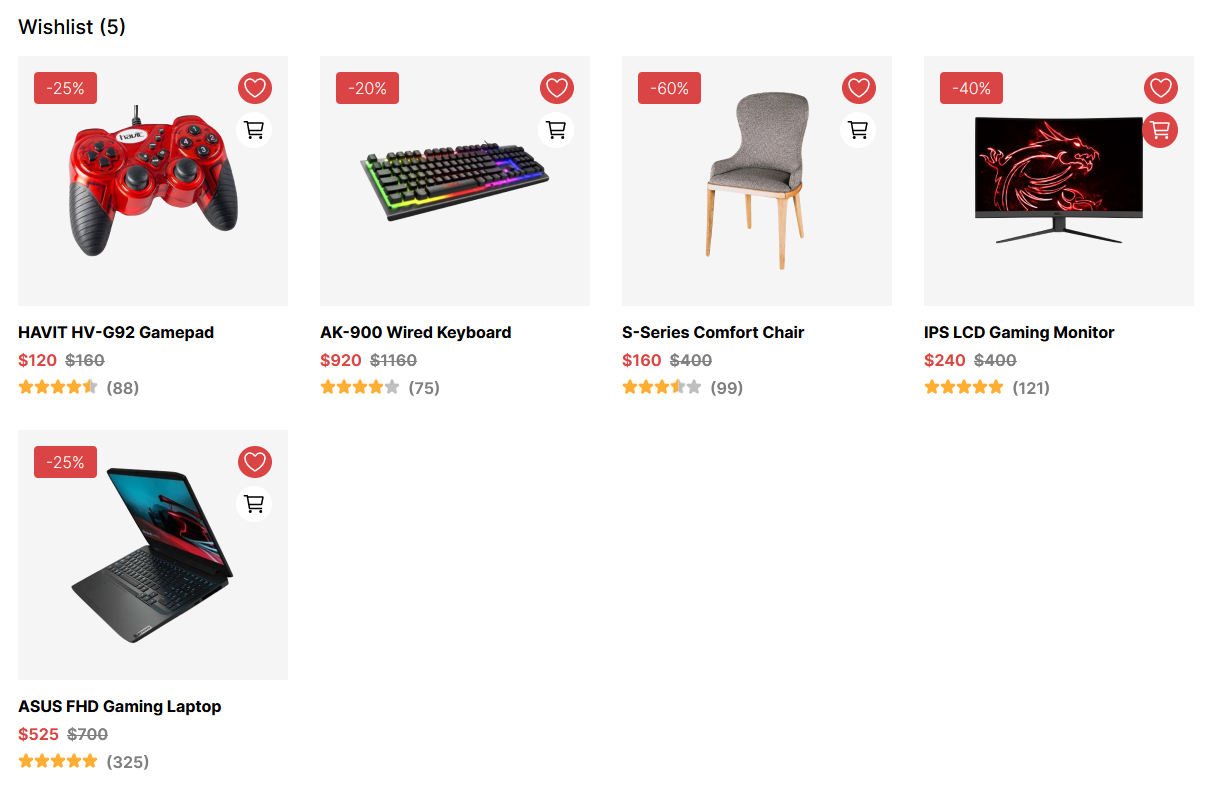 Wishlist (5)
-25%
havit
HAVIT HV-G92 Gamepad
$120 $160
(88)
-20%
AK-900 Wired Keyboard
$920 $1160
(75)
-60%
S-Series Comfort Chair
$160 $400
(99)
-40%
IPS LCD Gaming Monitor
$240 $400
(121)
-25%
ASUS FHD Gaming Laptop
$525 $700
(325)